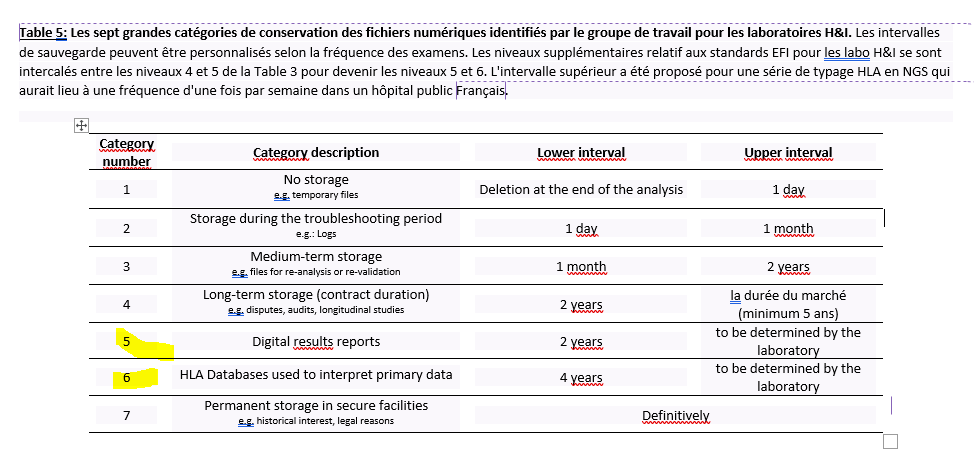 Table 5: Les sept grandes catégories de conservation des fichiers numériques identifiés par le groupe de travail pour les laboratoires H&I. Les intervalles
de sauvegarde peuvent être personnalisés selon la fréquence des examens. Les niveaux supplémentaires relatif aux standards EFI pour les labo H&I se sont
intercalés entre les niveaux 4 et 5 de la Table 3 pour devenir les niveaux 5 et 6. L'intervalle supérieur a été proposé pour une série de typage HLA en NGS qui
aurait lieu à une fréquence d'une fois par semaine dans un hôpital public Français.
Category number Category description Lower interval Upper interval
1 No storage Deletion at the end of the analysis 1 day
e.g. temporary files
2 Storage during the troubleshooting period 1 day 1 month
e.g.: Logs
3 Medium-term storage 1 month 2 years
e.g. files for re-analysis or re-validation
4 Long-term storage (contract duration) 2 years la durée du marché
e.g. disputes, audits, longitudinal studies (minimum 5 ans)
5 Digital results reports 2 years to be determined by the
laboratory
6 HLA Databases used to interpret primary data 4 years to be determined by the
laboratory
7 Permanent storage in secure facilities Definitively
e.g. historical interest, legal reasons